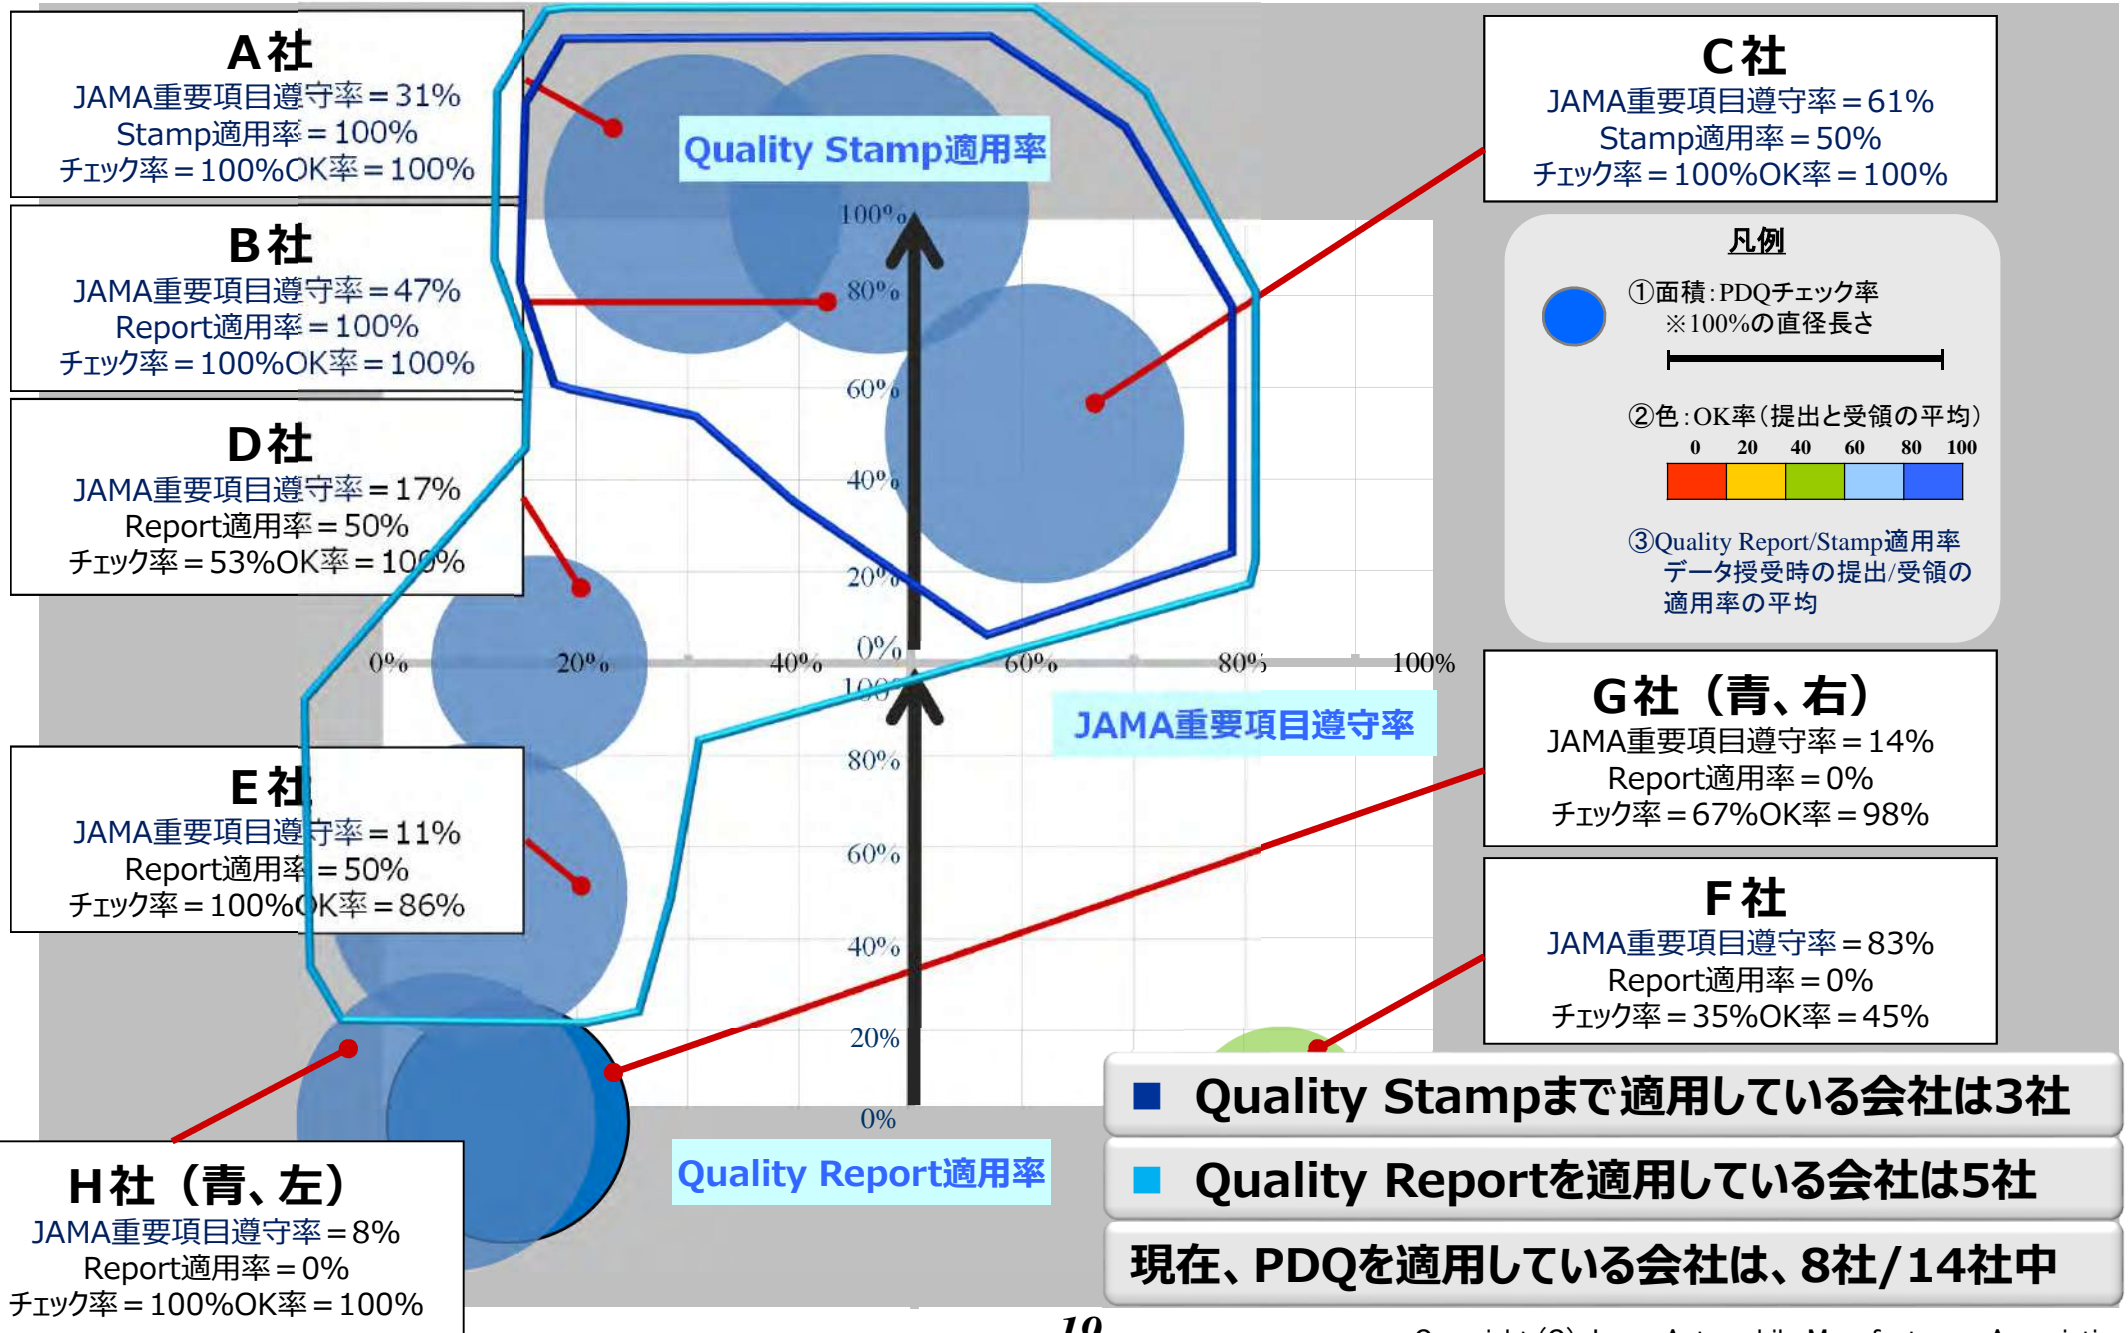 A社
JAMA重要項目遵守率＝31%
Stamp適用率＝100%
チェック率＝100%OK率＝100%
B社
JAMA重要項目遵守率＝47%
Report適用率＝100%
チェック率＝100%OK率＝100%
D社
JAMA重要項目遵守率＝17%
Report適用率＝50%
チェック率＝53%OK率＝100%
E社
JAMA重要項目遵守率＝11%
Report適用率＝50%
チェック率＝100%OK率＝86%
H社（青、左）
JAMA重要項目遵守率＝8%
Report適用率＝0%
チェック率＝100%OK率＝100%
Quality Stamp適用率
100%
80%
60%
40%
20%
0%
0% 20% 40% 60% 80% 100%
100%
80%
60%
40%
20%
0%
JAMA重要項目遵守率
Quality Report適用率
C社
JAMA重要項目遵守率＝61%
Stamp適用率＝50%
チェック率＝100%OK率＝100%
凡例
①面積：PDQチェック率
※100%の直径長さ
②色：OK率（提出と受領の平均）
0 20 40 60 80 100
③Quality Report/Stamp適用率
データ授受時の提出/受領の
適用率の平均
G社（青、右）
JAMA重要項目遵守率＝14%
Report適用率＝0%
チェック率＝67%OK率＝98%
F社
JAMA重要項目遵守率＝83%
Report適用率＝0%
チェック率＝35%OK率＝45%
■ Quality Stampまで適用している会社は3社
■ Quality Reportを適用している会社は5社
現在、PDQを適用している会社は、8社/14社中